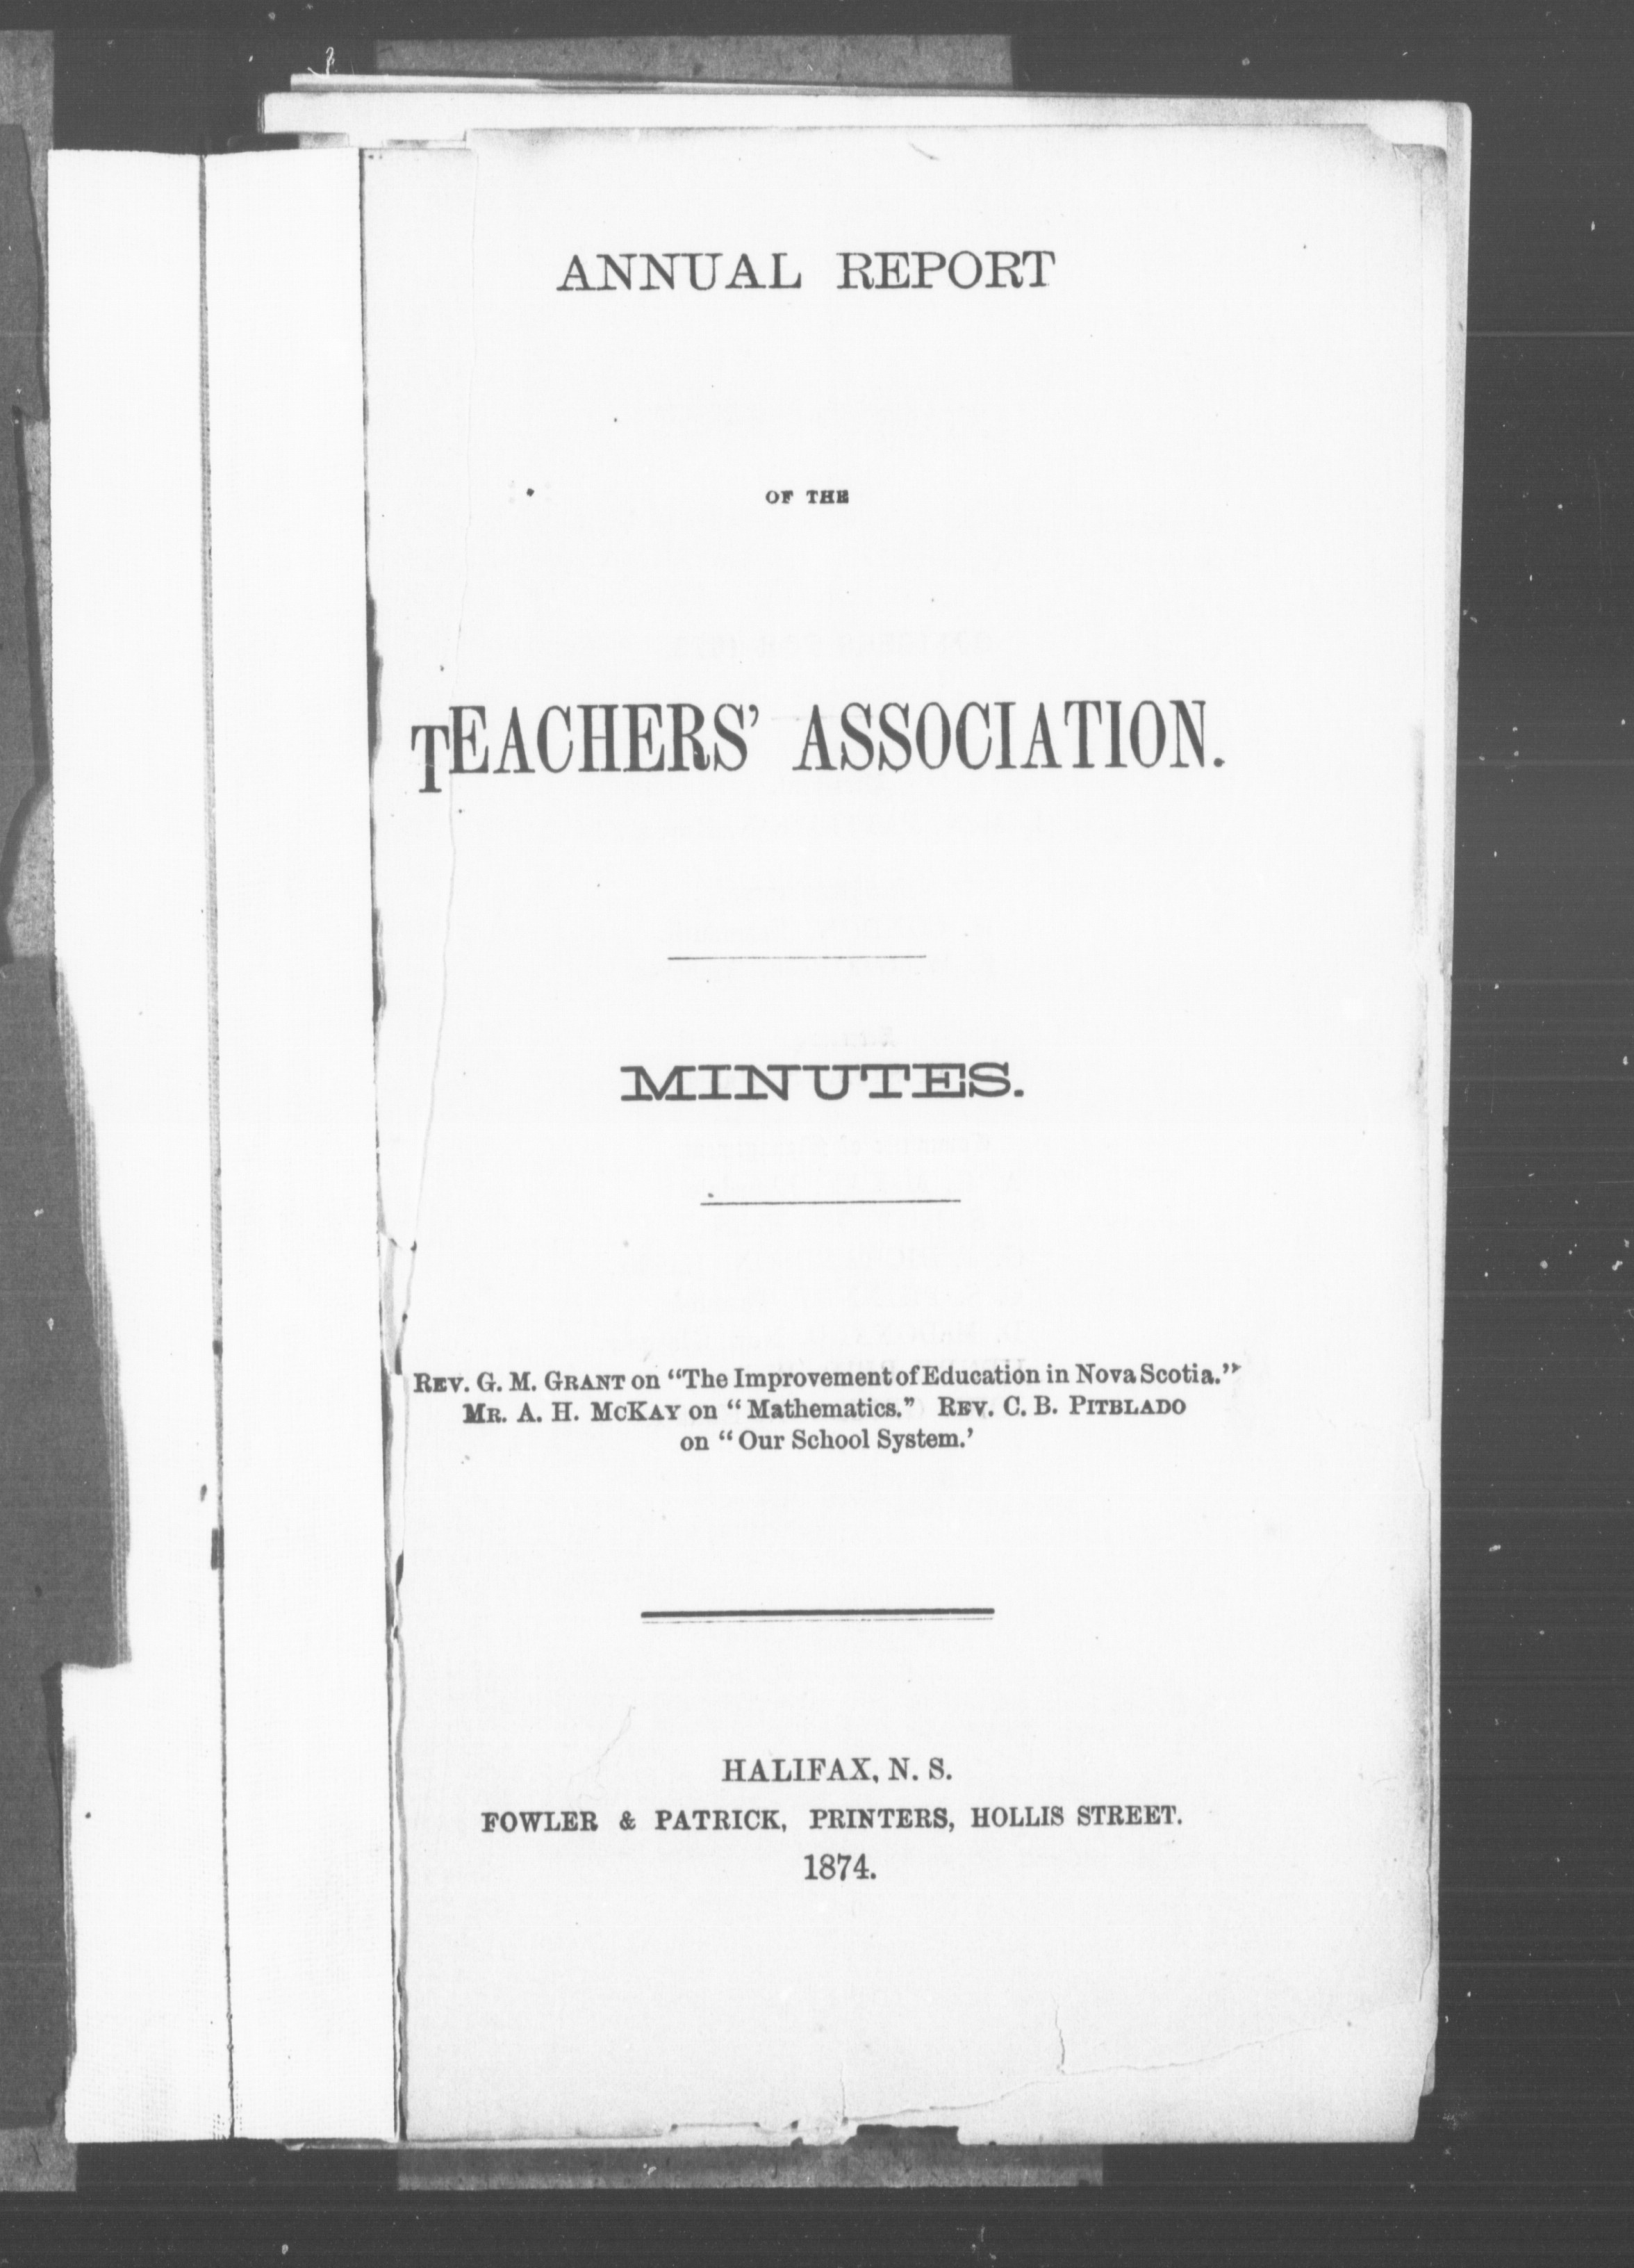 ANNUAL REPORT
OF THE
TEACHERS' ASSOCIATION.
MINUTES.
REV. G. M. GRANT on "The Improvement of Education in Nova Scotia."
MR. A. H. MCKAY on "Mathematics." REV. C. B. PITBLADO
on "Our School System.'
HALIFAX, N. S.
FOWLER & PATRICK, PRINTERS, HOLLIS STREET.
1874.